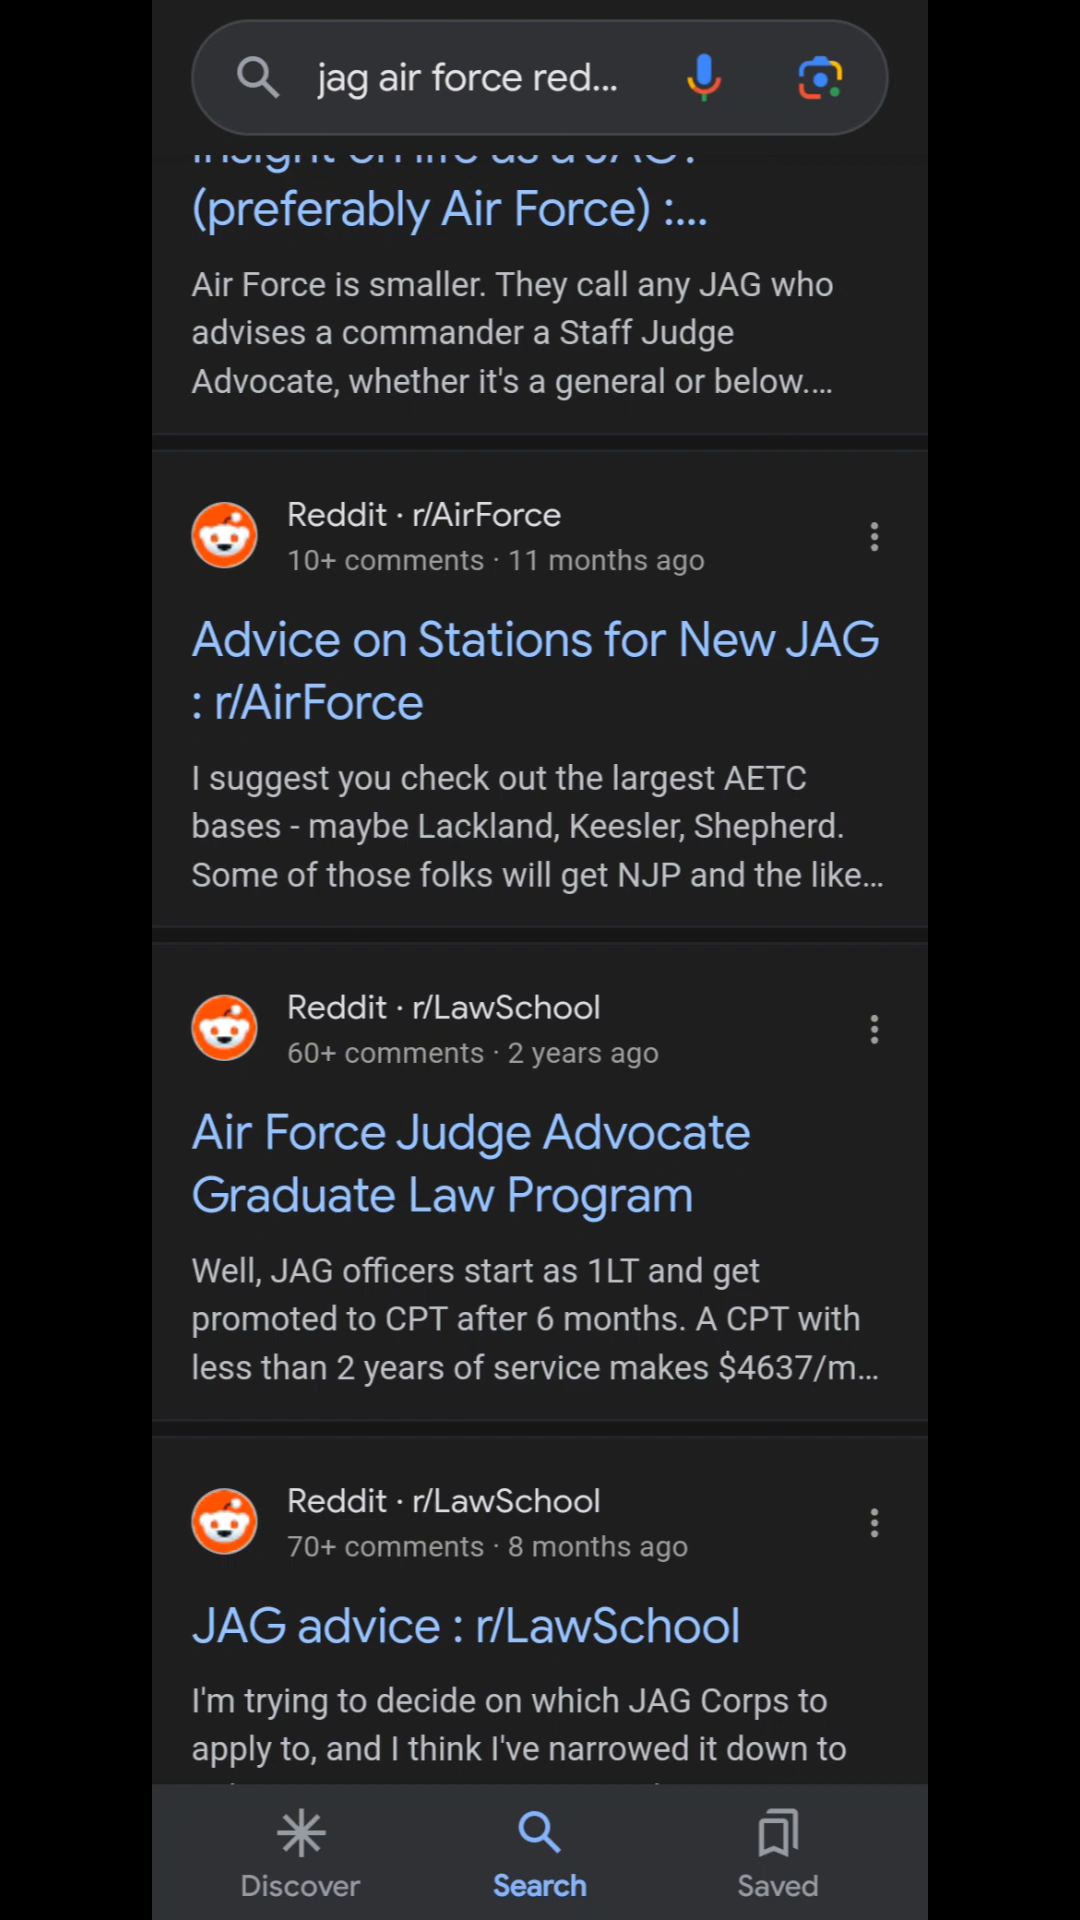 jag air force red...
Insight on life as a JAG?
(preferably Air Force) :...
Air Force is smaller. They call any JAG who
advises a commander a Staff Judge
Advocate, whether it's a general or below....
Reddit · r/AirForce
10+ comments · 11 months ago
Advice on Stations for New JAG
: r/AirForce
I suggest you check out the largest AETC
bases - maybe Lackland, Keesler, Shepherd.
Some of those folks will get NJP and the like...
Reddit · r/LawSchool
60+ comments · 2 years ago
Air Force Judge Advocate
Graduate Law Program
Well, JAG officers start as 1LT and get
promoted to CPT after 6 months. A CPT with
less than 2 years of service makes $4637/m...
Reddit · r/LawSchool
70+ comments · 8 months ago
JAG advice : r/LawSchool
I'm trying to decide on which JAG Corps to
apply to, and I think I've narrowed it down to
Discover
Search
Saved